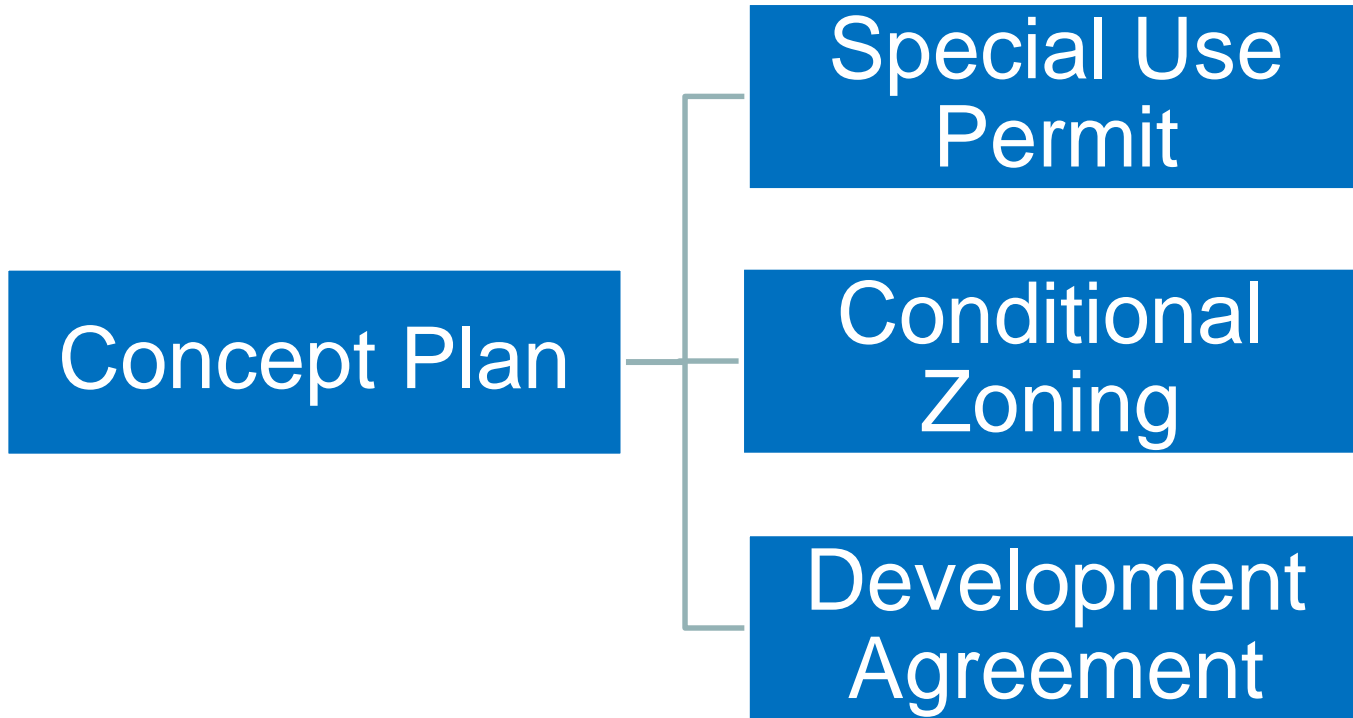 Concept Plan
Special Use
Permit
Conditional
Zoning
Development
Agreement